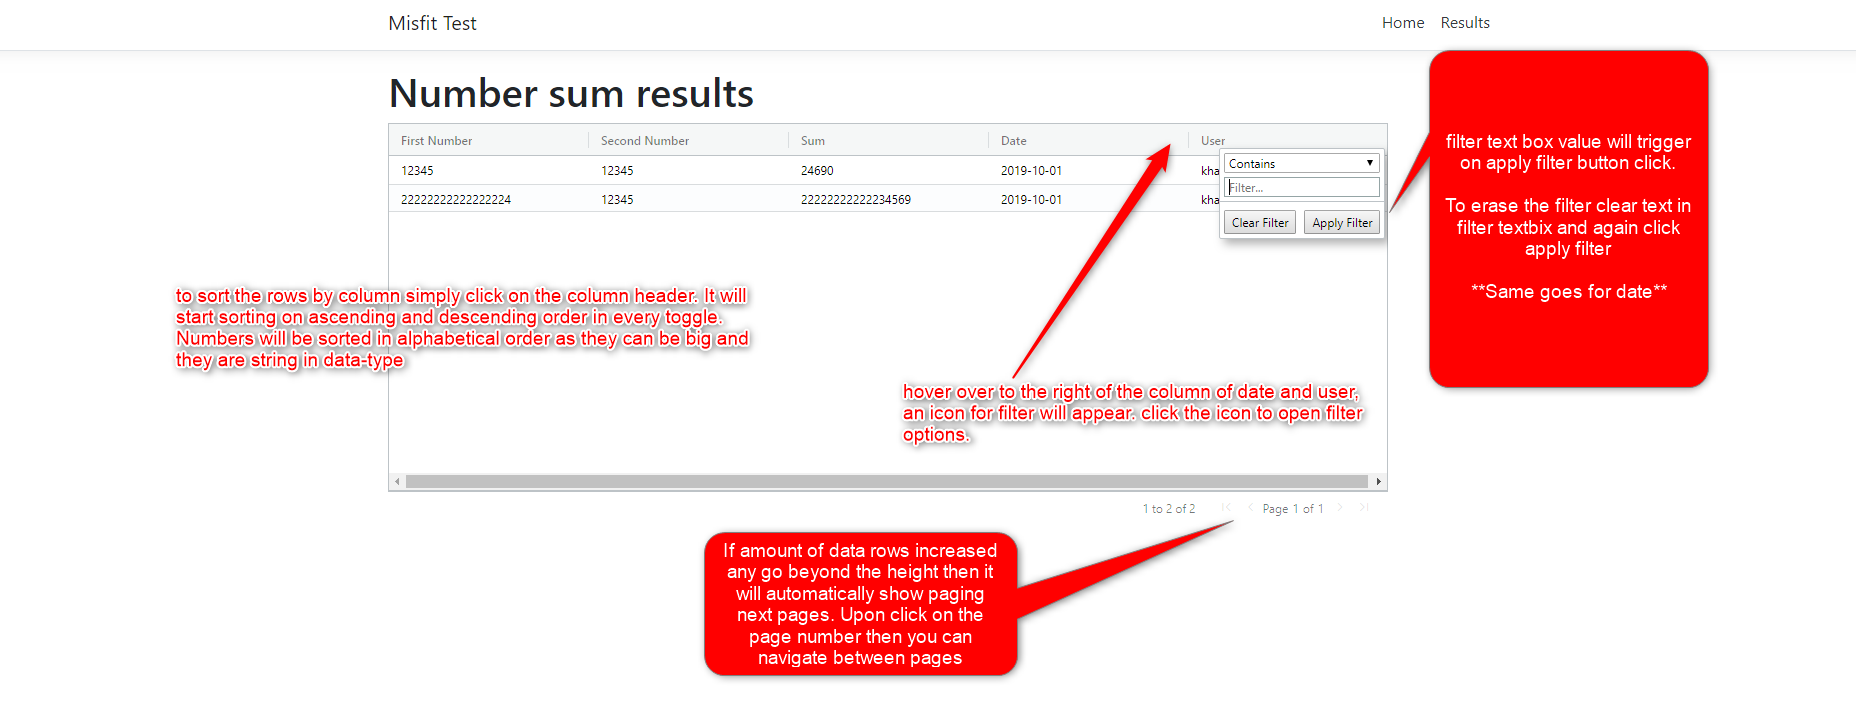 Misfit Test
Home
Results
Number sum results
First Number
Second Number
Sum
Date
User
12345
12345
24690
2019-10-01
kha
22222222222222224
12345
22222222222234569
2019-10-01
kha
Contains
Filter...
Clear Filter
Apply Filter
filter text box value will trigger
on apply filter button click.
To erase the filter clear text in
filter textbix and again click
apply filter
**Same goes for date**
to sort the rows by column simply click on the column header. It will
start sorting on ascending and descending order in every toggle.
Numbers will be sorted in alphabetical order as they can be big and
they are string in data-type
hover over to the right of the column of date and user,
an icon for filter will appear. click the icon to open filter
options.
1 to 2 of 2
Page 1 of 1
If amount of data rows increased
any go beyond the height then it
will automatically show paging
next pages. Upon click on the
page number then you can
navigate between pages